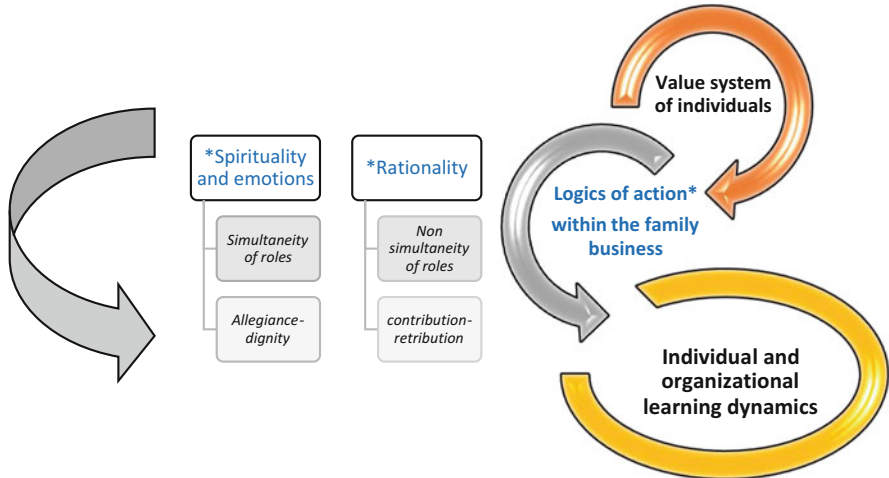 *Spirituality
and emotions
Simultaneity
of roles
Allegiance-
dignity
*Rationality
Non
simultaneity
of roles
contribution-
retribution
Value system
of individuals
Logics of action*
within the family
business
Individual and
organizational
learning dynamics